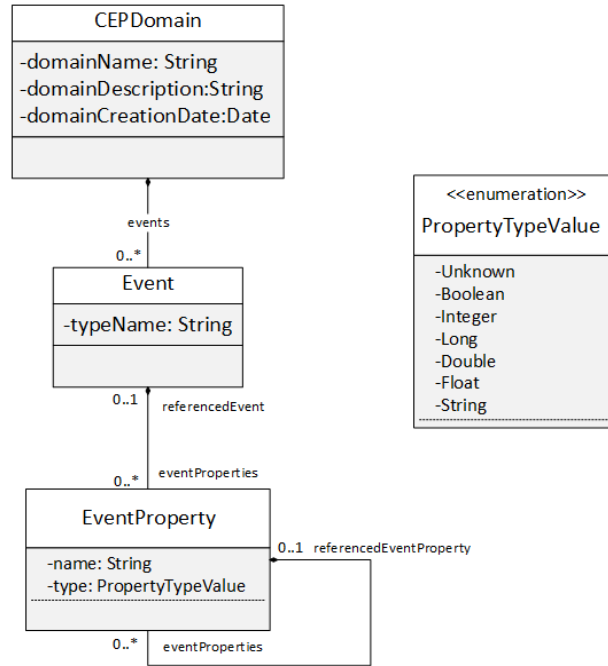 CEPDomain
-domainName: String
-domainDescription:String
-domainCreationDate:Date
events
0..*
Event
-typeName: String
0..1
referencedEvent
0..*
eventProperties
EventProperty
-name: String
-type: PropertyTypeValue
0..1 referencedEventProperty
0..*
eventProperties
<<enumeration>>
PropertyTypeValue
-Unknown
-Boolean
-Integer
-Long
-Double
-Float
-String